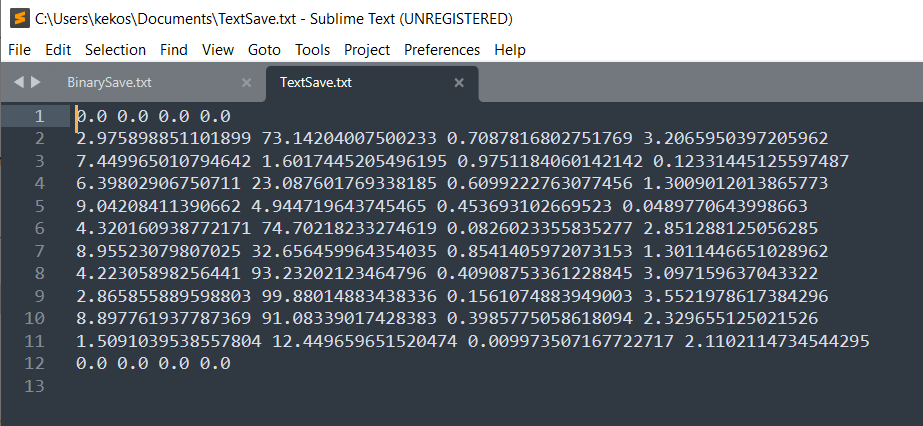 C:\Users\kekos\Documents\TextSave.txt - Sublime Text (UNREGISTERED)
File Edit Selection Find View Goto Tools Project Preferences Help
BinarySave.txt × TextSave.txt ×
1 0.0 0.0 0.0 0.0
2 2.975898851101899 73.14204007500233 0.7087816802751769 3.2065950397205962
3 7.449965010794642 1.6017445205496195 0.9751184060142142 0.12331445125597487
4 6.39802906750711 23.087601769338185 0.6099222763077456 1.3009012013865773
5 9.04208411390662 4.944719643745465 0.453693102669523 0.0489770643998663
6 4.320160938772171 74.70218233274619 0.0826023355835277 2.851288125056285
7 8.95523079807025 32.656459964354035 0.8541405972073153 1.3011446651028962
8 4.22305898256441 93.23202123464796 0.40908753361228845 3.097159637043322
9 2.865855889598803 99.88014883438336 0.1561074883949003 3.5521978617384296
10 8.897761937787369 91.08339017428383 0.3985775058618094 2.329655125021526
11 1.5091039538557804 12.449659651520474 0.009973507167722717 2.1102114734544295
12 0.0 0.0 0.0 0.0
13